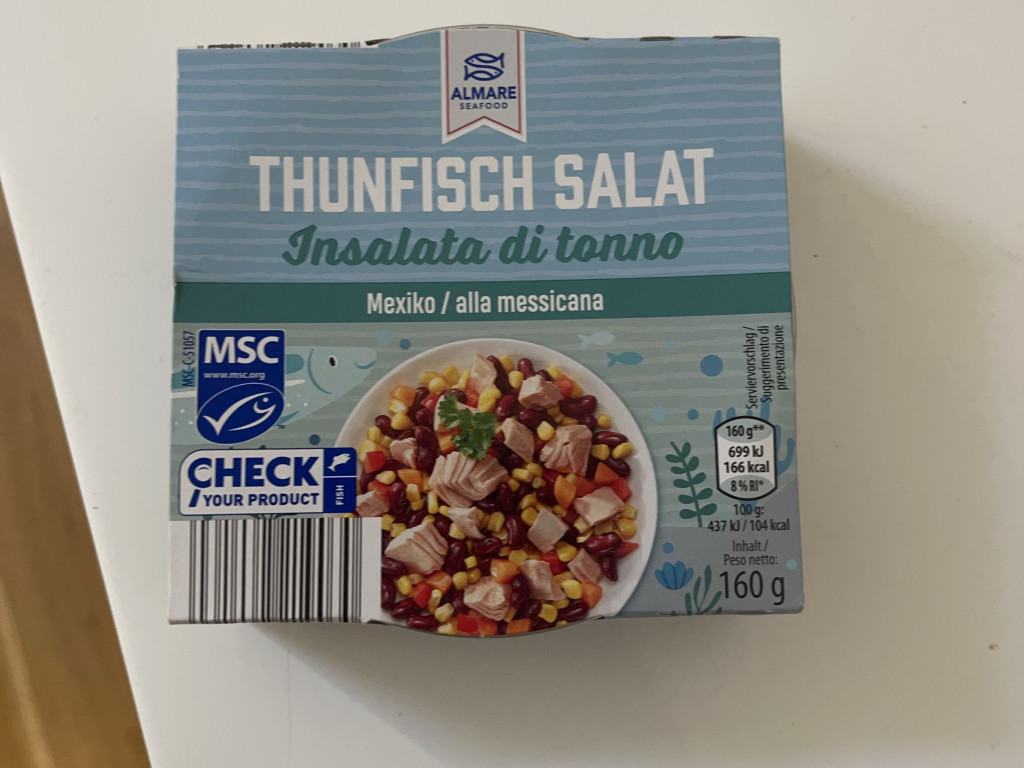 ALMARE
SEAFOOD
THUNFISCH SALAT
Insalata di tonno
Mexiko / alla messicana
MSC-C-51057
MSC
www.msc.org
CHECK
YOUR PRODUCT
FISH
Serviervorschlag /
Suggerimento di
presentazione
160 g**
699 kJ
166 kcal
8 % RI*
100 g:
437 kJ / 104 kcal
Inhalt /
Peso netto:
160 g